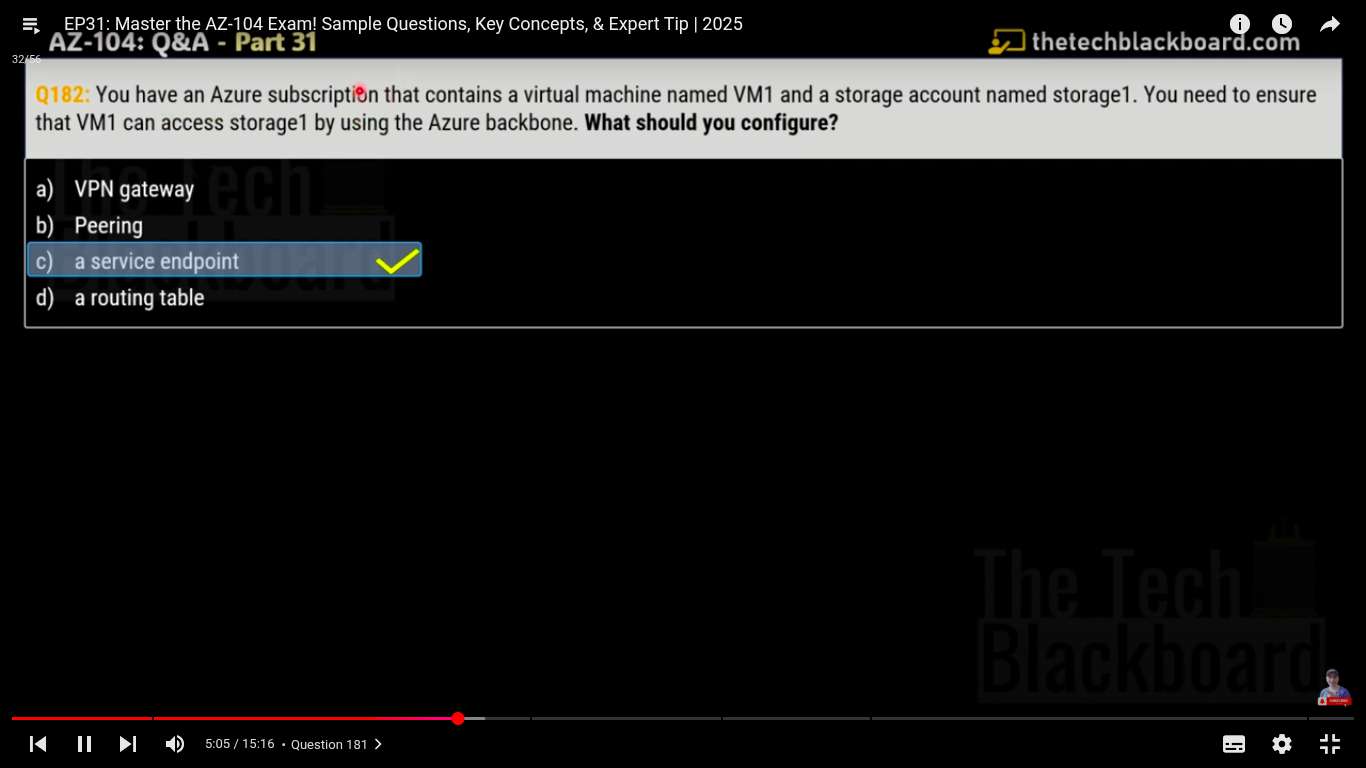 EP31: Master the AZ-104 Exam! Sample Questions, Key Concepts, & Expert Tip | 2025
AZ-104: Q&A - Part 31
thetechblackboard.com
32/56
Q182: You have an Azure subscription that contains a virtual machine named VM1 and a storage account named storage1. You need to ensure
that VM1 can access storage1 by using the Azure backbone. What should you configure?
a) VPN gateway
b) Peering
c) a service endpoint
d) a routing table
The Tech
Blackboard
The Tech
Blackboard
5:05 / 15:16 • Question 181